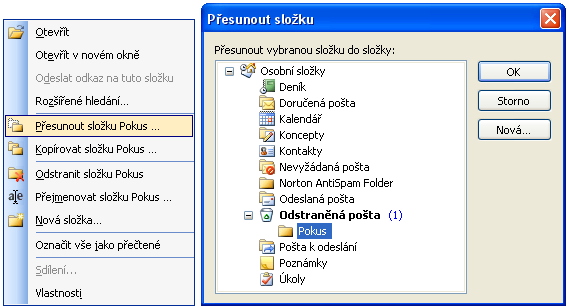 Otevřít
Otevřít v novém okně
Odeslat odkaz na tuto složku
Rozšířené hledání...
Přesunout složku Pokus ...
Kopírovat složku Pokus ...
Odstranit složku Pokus
Přejmenovat složku Pokus ...
Nová složka...
Označit vše jako přečtené
Sdílení...
Vlastnosti
Přesunout složku
Přesunout vybranou složku do složky:
Osobní složky
Deník
Doručená pošta
Kalendář
Koncepty
Kontakty
Nevyžádaná pošta
Norton AntiSpam Folder
Odeslaná pošta
Odstraněná pošta (1)
Pokus
Pošta k odeslání
Poznámky
Úkoly
OK
Storno
Nová...